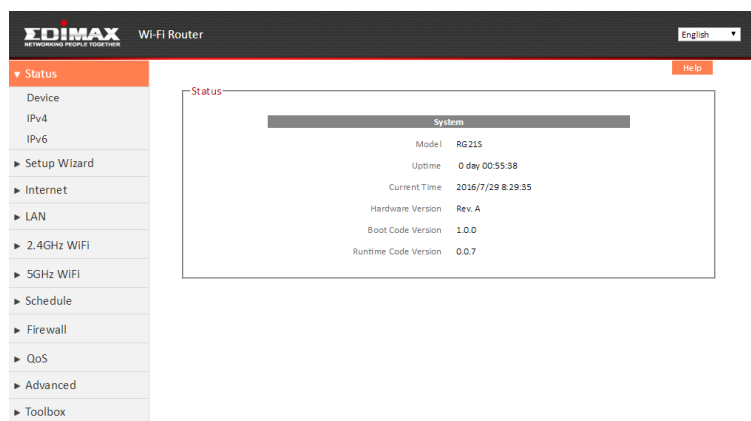 EDIMAX
NETWORKING PEOPLE TOGETHER
Wi-Fi Router
English
Help
Status
Device
IPv4
IPv6
Setup Wizard
Internet
LAN
2.4GHz WiFi
5GHz WiFi
Schedule
Firewall
QoS
Advanced
Toolbox
Status
System
Model RG21S
Uptime 0 day 00:55:38
Current Time 2016/7/29 8:29:35
Hardware Version Rev. A
Boot Code Version 1.0.0
Runtime Code Version 0.0.7